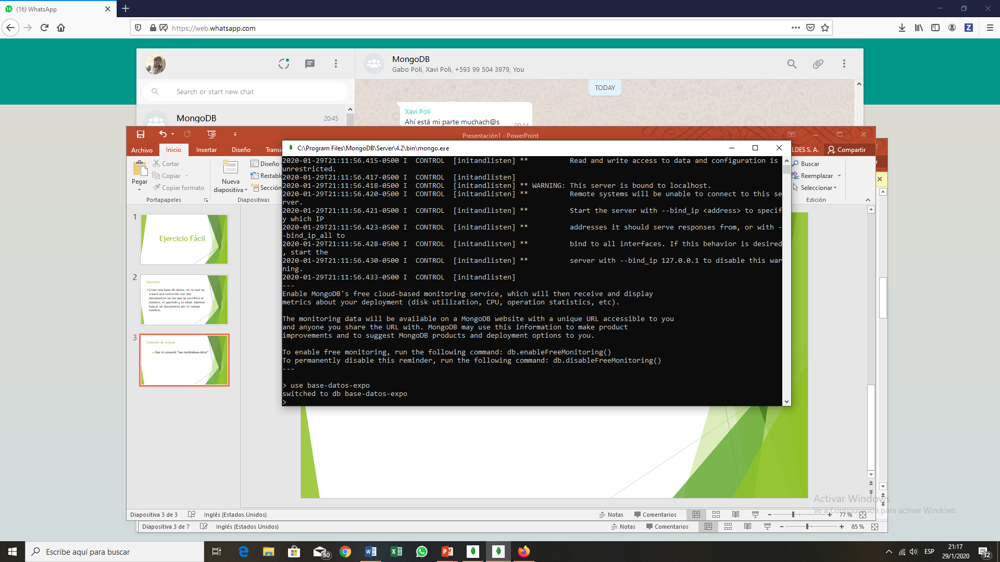 (16) WhatsApp
https://web.whatsapp.com
MongoDB
Gabo Poli, Xavi Poli, +593 99 504 3979, You
Search or start new chat
TODAY
MongoDB
20:45
Xavi Poli
Ahí está mi parte muchach@s
00:14
Presentación1 - PowerPoint
Archivo
Inicio
Insertar
Diseño
Transi
LDES S. A.
Compartir
Pegar
Cortar
Copiar
Copiar formato
Portapapeles
Nueva
diapositiva
Diseño
Restable
Sección
Diapositivas
Buscar
Reemplazar
Seleccionar
Edición
C:\Program Files\MongoDB\Server\4.2\bin\mongo.exe
2020-01-29T21:11:56.415-0500 I  CONTROL  [initandlisten] **          Read and write access to data and configuration is
unrestricted.
2020-01-29T21:11:56.417-0500 I  CONTROL  [initandlisten]
2020-01-29T21:11:56.418-0500 I  CONTROL  [initandlisten] ** WARNING: This server is bound to localhost.
2020-01-29T21:11:56.420-0500 I  CONTROL  [initandlisten] **          Remote systems will be unable to connect to this se
rver.
2020-01-29T21:11:56.421-0500 I  CONTROL  [initandlisten] **          Start the server with --bind_ip <address> to specif
y which IP
2020-01-29T21:11:56.423-0500 I  CONTROL  [initandlisten] **          addresses it should serve responses from, or with -
-bind_ip_all to
2020-01-29T21:11:56.428-0500 I  CONTROL  [initandlisten] **          bind to all interfaces. If this behavior is desired
, start the
2020-01-29T21:11:56.430-0500 I  CONTROL  [initandlisten] **          server with --bind_ip 127.0.0.1 to disable this war
ning.
2020-01-29T21:11:56.433-0500 I  CONTROL  [initandlisten]
---
Enable MongoDB's free cloud-based monitoring service, which will then receive and display
metrics about your deployment (disk utilization, CPU, operation statistics, etc).
The monitoring data will be available on a MongoDB website with a unique URL accessible to you
and anyone you share the URL with. MongoDB may use this information to make product
improvements and to suggest MongoDB products and deployment options to you.
To enable free monitoring, run the following command: db.enableFreeMonitoring()
To permanently disable this reminder, run the following command: db.disableFreeMonitoring()
---
> use base-datos-expo
switched to db base-datos-expo
>
1
Ejercicio Fácil
2
Ejercicio
Crear una base de datos, en la cual se
creará una colección con dos
documentos en los que se escribirá el
nombre, el apellido y la edad. Además
buscar un documento por el campo
nombre.
3
Creación de la base
Usar el comando "use nombre-base-datos"
Activar Windows
Ve a Configuración para activar Windows.
Diapositiva 3 de 3
Inglés (Estados Unidos)
Notas
Comentarios
77 %
Diapositiva 3 de 7
Inglés (Estados Unidos)
Notas
Comentarios
85 %
Escribe aquí para buscar
50
ESP
21:17
29/1/2020
32